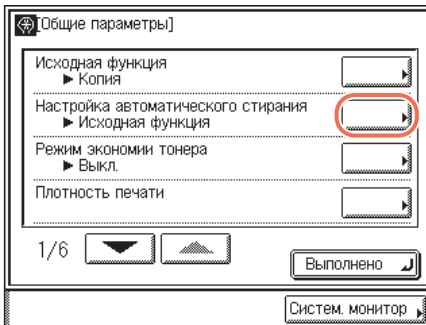 [Общие параметры]
Исходная функция
► Копия
Настройка автоматического стирания
► Исходная функция
Режим экономии тонера
► Выкл.
Плотность печати
1/6
Выполнено
Систем. монитор